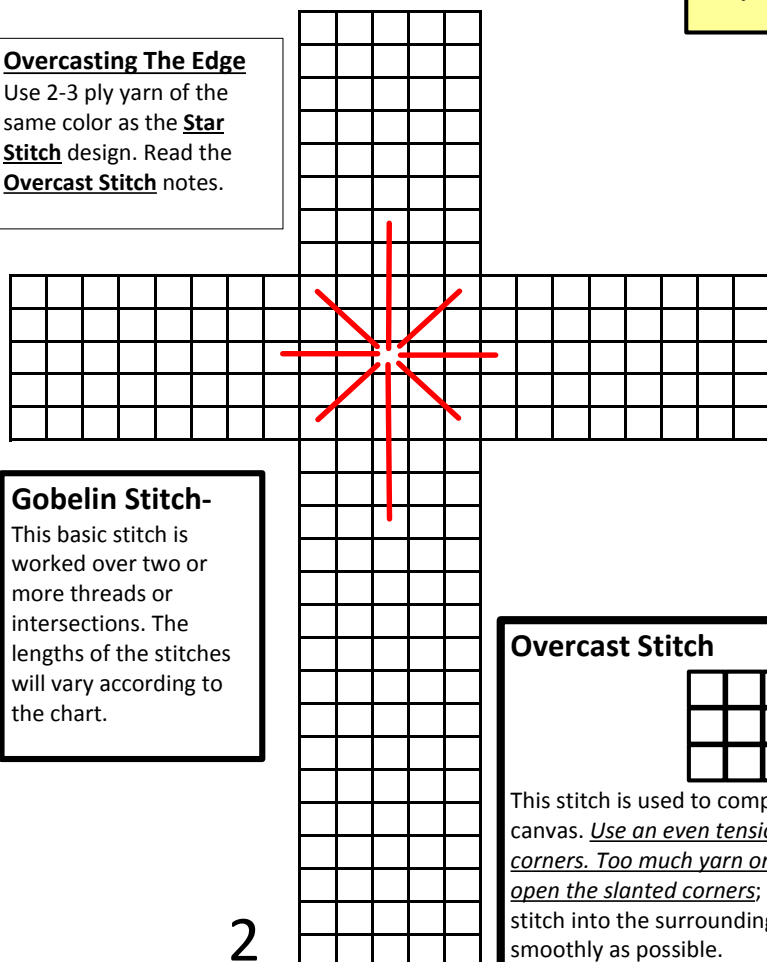 Overcasting The Edge
Use 2-3 ply yarn of the
same color as the Star
Stitch design. Read the
Overcast Stitch notes.
Gobelin Stitch-
This basic stitch is
worked over two or
more threads or
intersections. The
lengths of the stitches
will vary according to
the chart.
Overcast Stitch
This stitch is used to
canvas. Use an even
corners. Too much yarn or
open the slanted corners;
stitch into the
smoothly as possible.
2